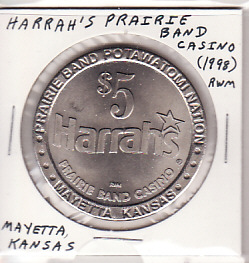 HARRAH'S PRAIRIE
BAND
CASINO
(1998)
RWM
PRAIRIE BAND POTAWATOMI NATION
$5
Harrah's
RWM
PRAIRIE BAND CASINO
MAYETTA, KANSAS
MAYETTA,
KANSAS